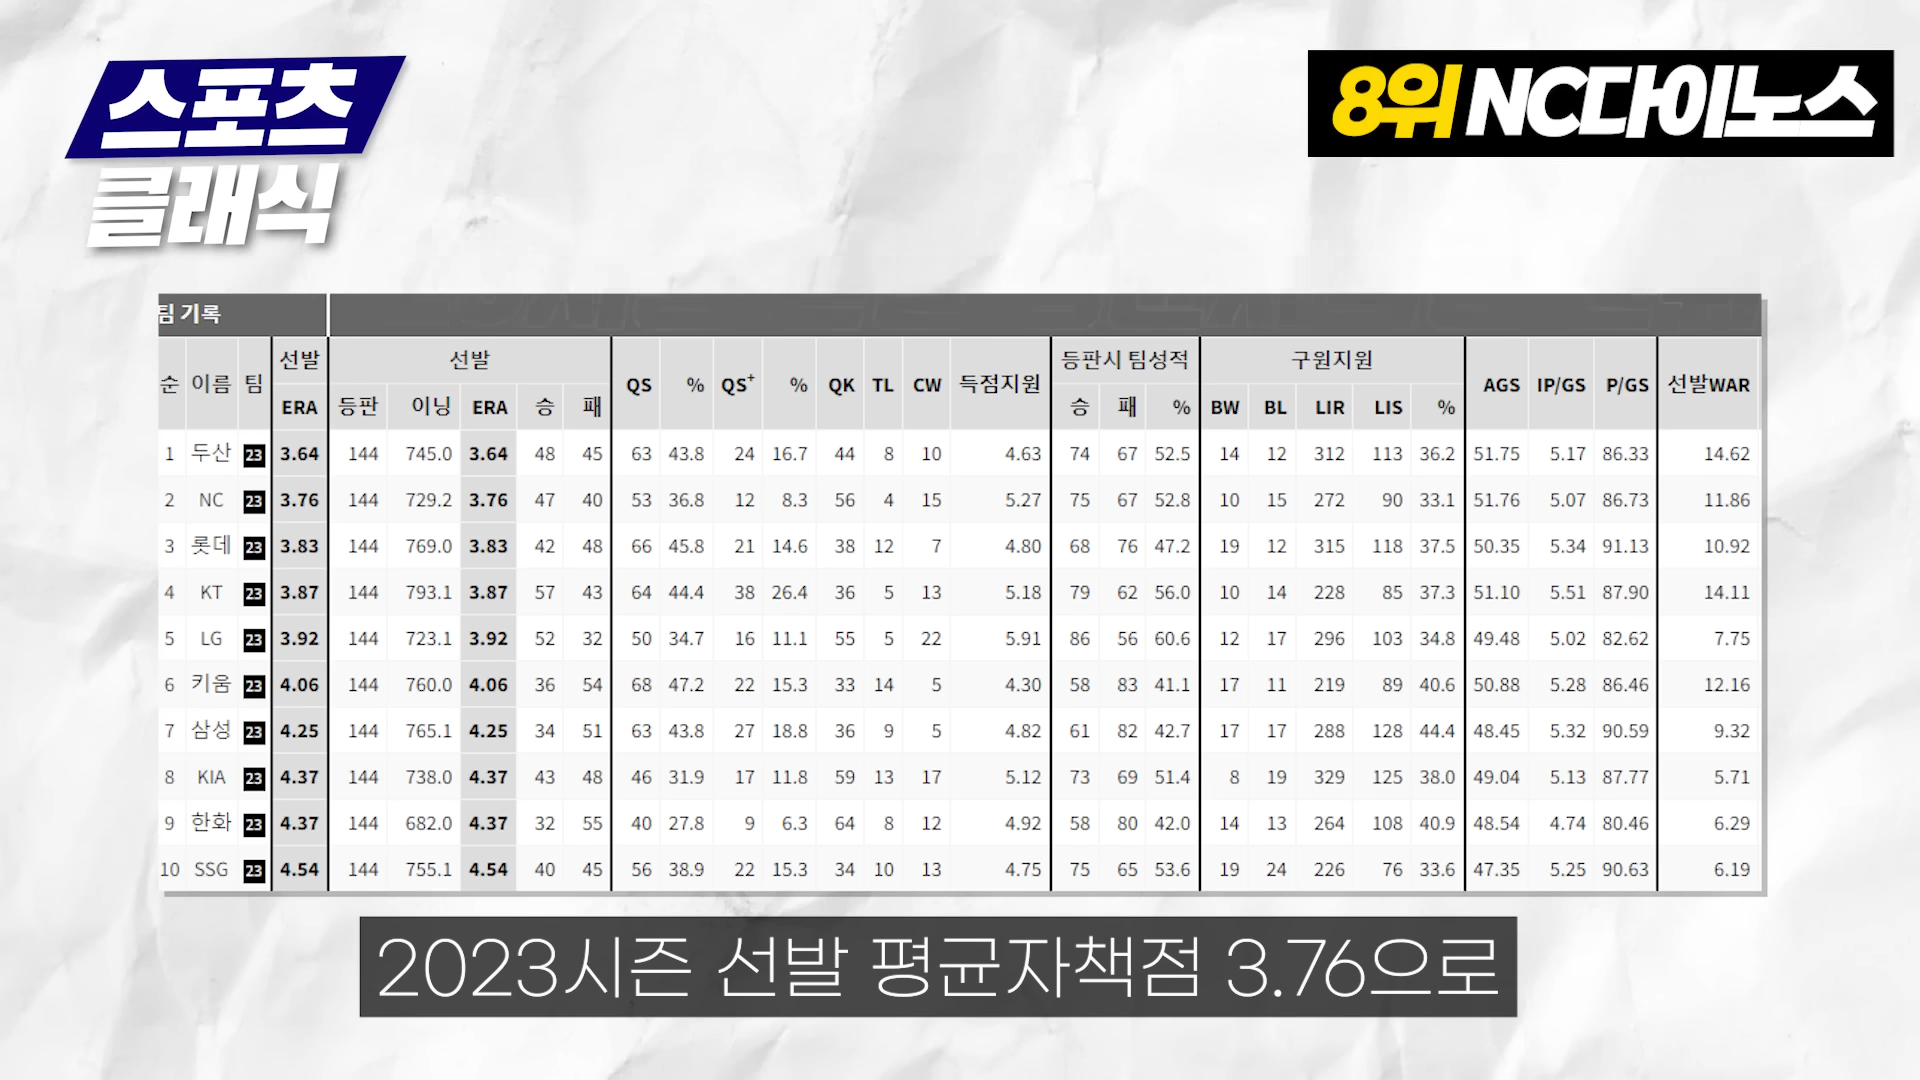 스포츠
클래식
8위 NC다이노스
팀 기록
순 이름 팀 선발 ERA 선발 등판 이닝 ERA 승 패 QS % QS+ % QK TL CW 득점지원 등판시 팀성적 승 패 % 구원지원 BW BL LIR LIS % AGS IP/GS P/GS 선발WAR
1 두산 23 3.64 144 745.0 3.64 48 45 63 43.8 24 16.7 44 8 10 4.63 74 67 52.5 14 12 312 113 36.2 51.75 5.17 86.33 14.62
2 NC 23 3.76 144 729.2 3.76 47 40 53 36.8 12 8.3 56 4 15 5.27 75 67 52.8 10 15 272 90 33.1 51.76 5.07 86.73 11.86
3 롯데 23 3.83 144 769.0 3.83 42 48 66 45.8 21 14.6 38 12 7 4.80 68 76 47.2 19 12 315 118 37.5 50.35 5.34 91.13 10.92
4 KT 23 3.87 144 793.1 3.87 57 43 64 44.4 38 26.4 36 5 13 5.18 79 62 56.0 10 14 228 85 37.3 51.10 5.51 87.90 14.11
5 LG 23 3.92 144 723.1 3.92 52 32 50 34.7 16 11.1 55 5 22 5.91 86 56 60.6 12 17 296 103 34.8 49.48 5.02 82.62 7.75
6 키움 23 4.06 144 760.0 4.06 36 54 68 47.2 22 15.3 33 14 5 4.30 58 83 41.1 17 11 219 89 40.6 50.88 5.28 86.46 12.16
7 삼성 23 4.25 144 765.1 4.25 34 51 63 43.8 27 18.8 36 9 5 4.82 61 82 42.7 17 17 288 128 44.4 48.45 5.32 90.59 9.32
8 KIA 23 4.37 144 738.0 4.37 43 48 46 31.9 17 11.8 59 13 17 5.12 73 69 51.4 8 19 329 125 38.0 49.04 5.13 87.77 5.71
9 한화 23 4.37 144 682.0 4.37 32 55 40 27.8 9 6.3 64 8 12 4.92 58 80 42.0 14 13 264 108 40.9 48.54 4.74 80.46 6.29
10 SSG 23 4.54 144 755.1 4.54 40 45 56 38.9 22 15.3 34 10 13 4.75 75 65 53.6 19 24 226 76 33.6 47.35 5.25 90.63 6.19
2023시즌 선발 평균자책점 3.76으로